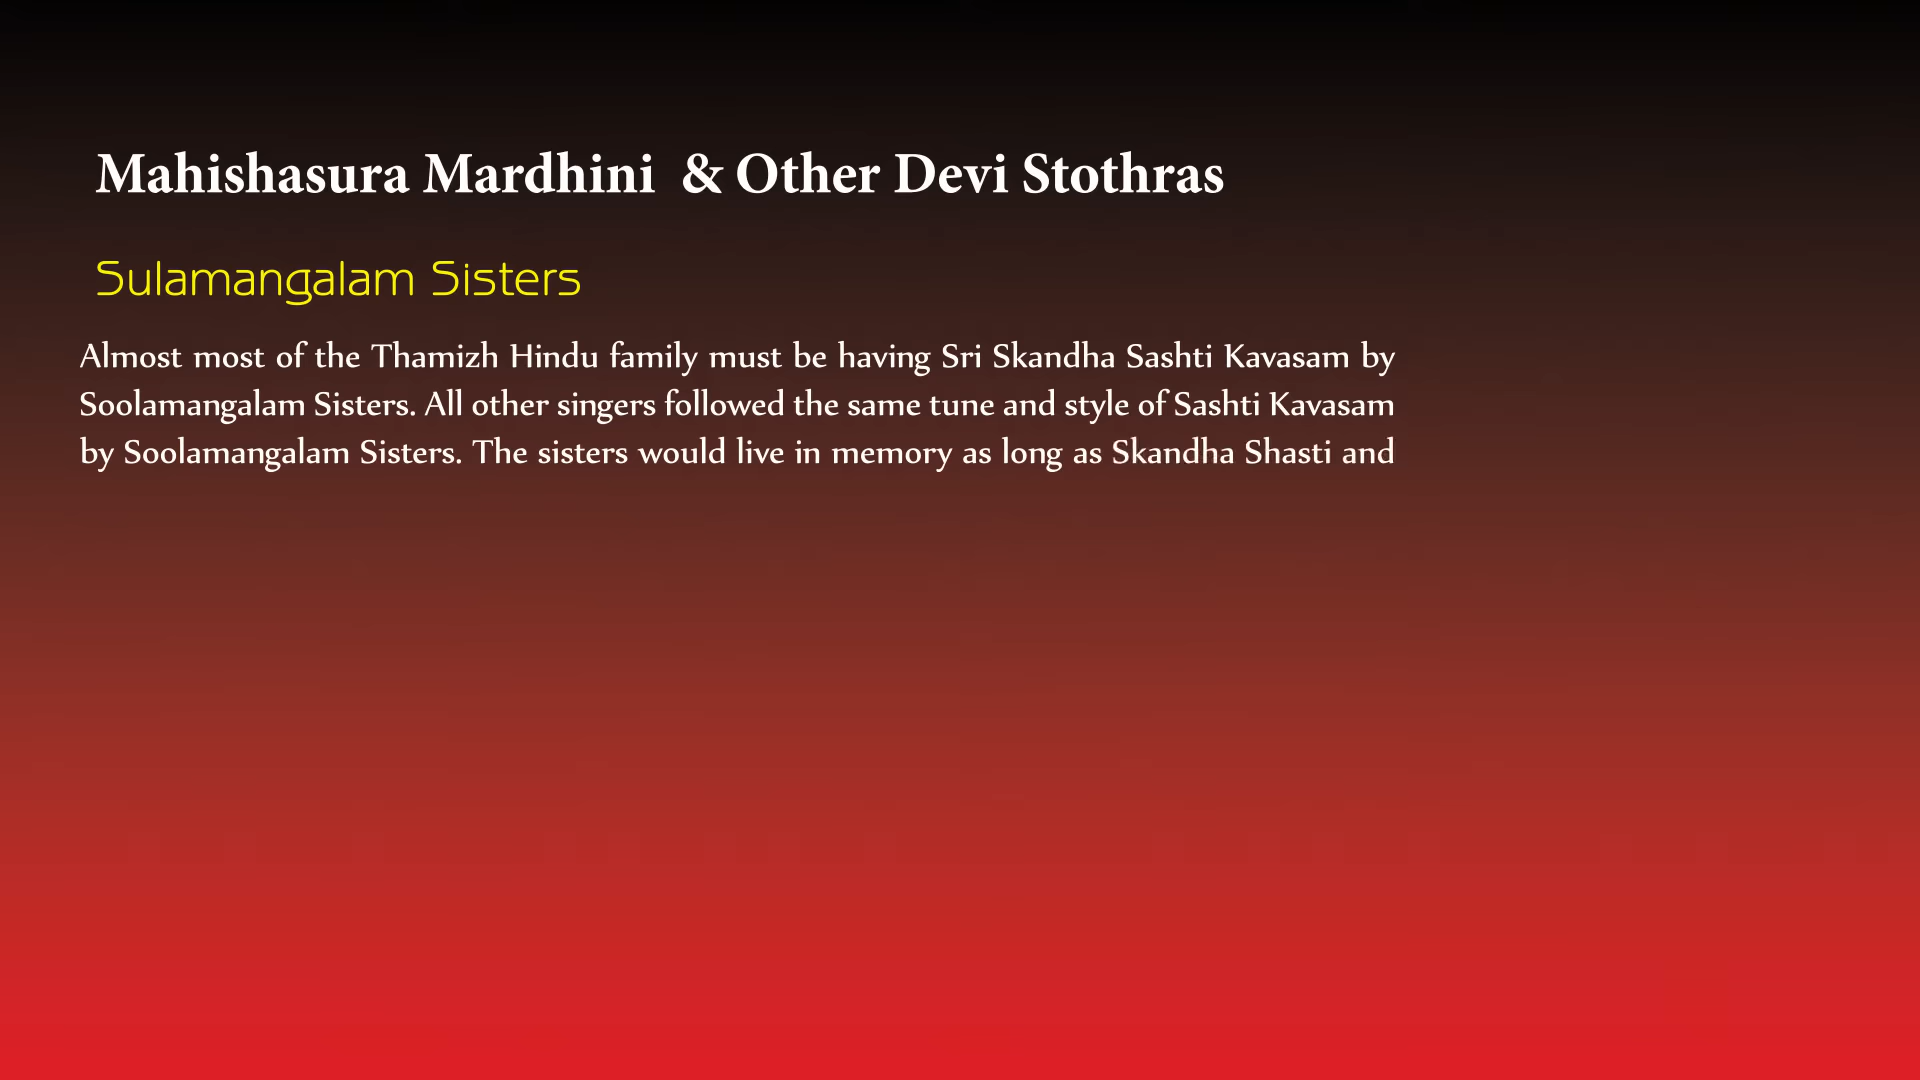 Mahishasura Mardhini & Other Devi Stothras
Sulamangalam Sisters
Almost most of the Thamizh Hindu family must be having Sri Skandha Sashti Kavasam by
Soolamangalam Sisters. All other singers followed the same tune and style of Sashti Kavasam
by Soolamangalam Sisters. The sisters would live in memory as long as Skandha Shasti and